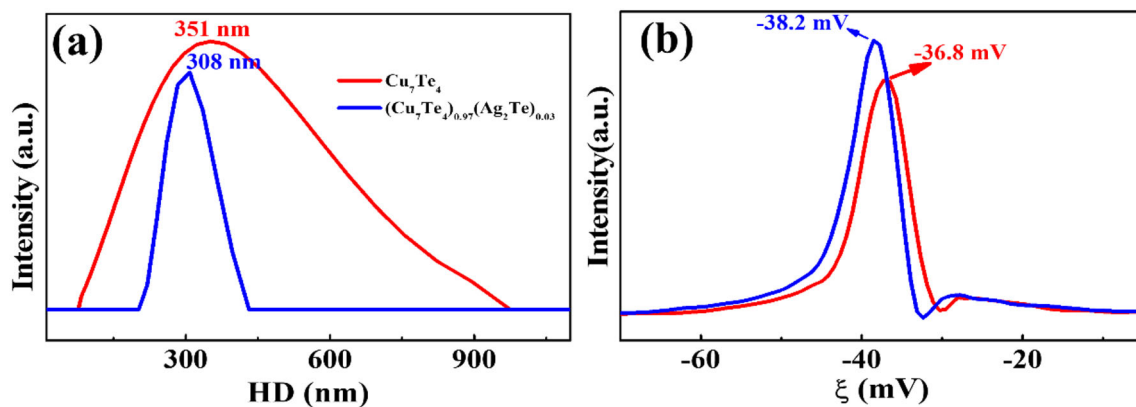 (a)
351 nm
308 nm
Cu₇Te₄
(Cu₇Te₄)₀.₉₇(Ag₂Te)₀.₀₃
Intensity (a.u.)
300 600 900
HD (nm)
(b)
-38.2 mV
-36.8 mV
Intensity(a.u.)
-60 -40 -20
ξ (mV)